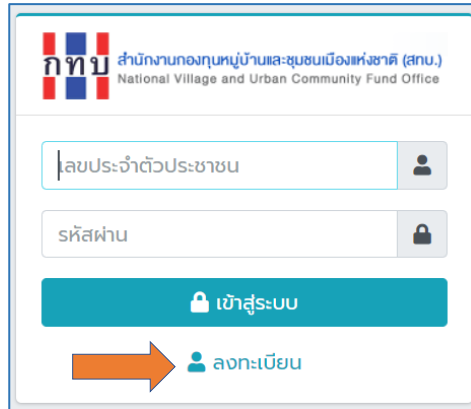 กทบ
สำนักงานกองทุนหมู่บ้านและชุมชนเมืองแห่งชาติ (สทบ.)
National Village and Urban Community Fund Office
เลขประจำตัวประชาชน
รหัสผ่าน
เข้าสู่ระบบ
ลงทะเบียน